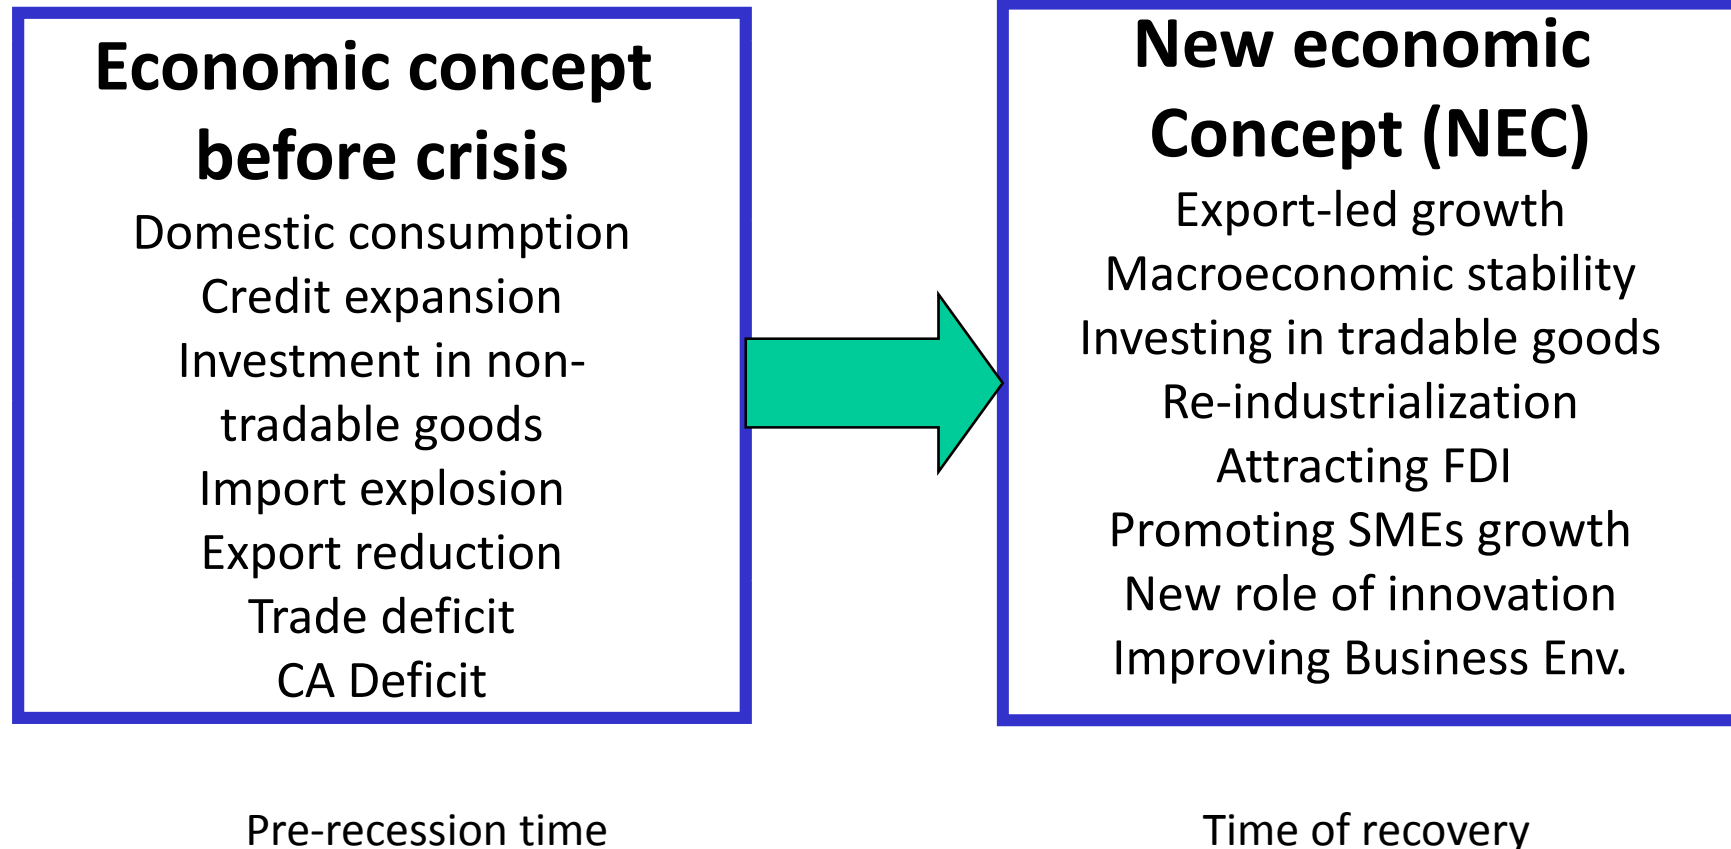 Economic concept
before crisis
Domestic consumption
Credit expansion
Investment in non-
tradable goods
Import explosion
Export reduction
Trade deficit
CA Deficit
New economic
Concept (NEC)
Export-led growth
Macroeconomic stability
Investing in tradable goods
Re-industrialization
Attracting FDI
Promoting SMEs growth
New role of innovation
Improving Business Env.
Pre-recession time
Time of recovery